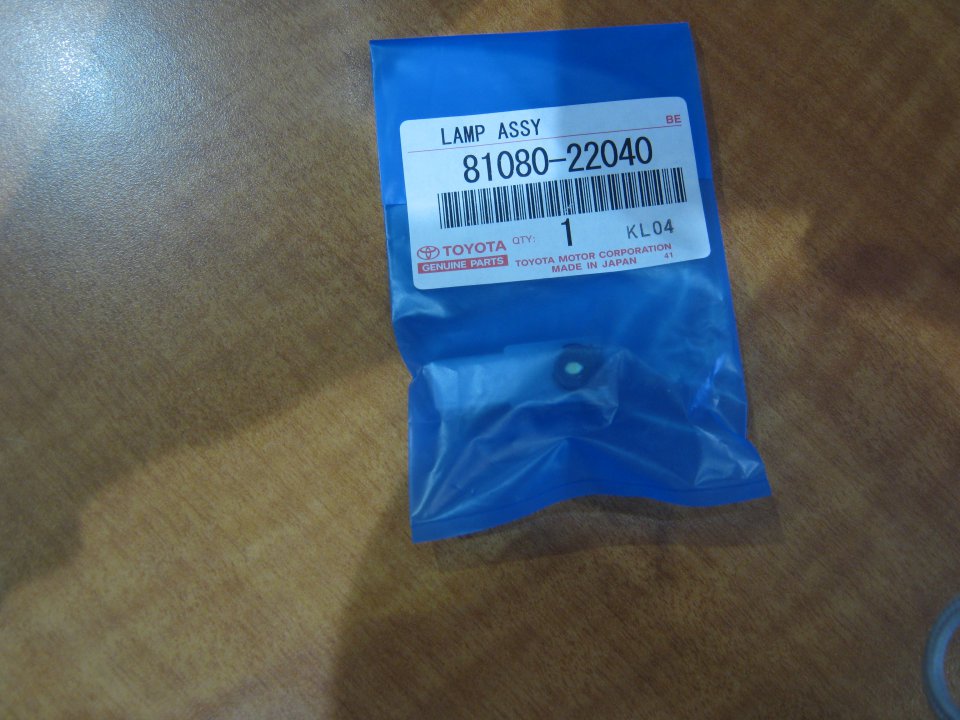 LAMP ASSY
BE
81080-22040
QTY: 1 KL04
TOYOTA
GENUINE PARTS
TOYOTA MOTOR CORPORATION
MADE IN JAPAN 41